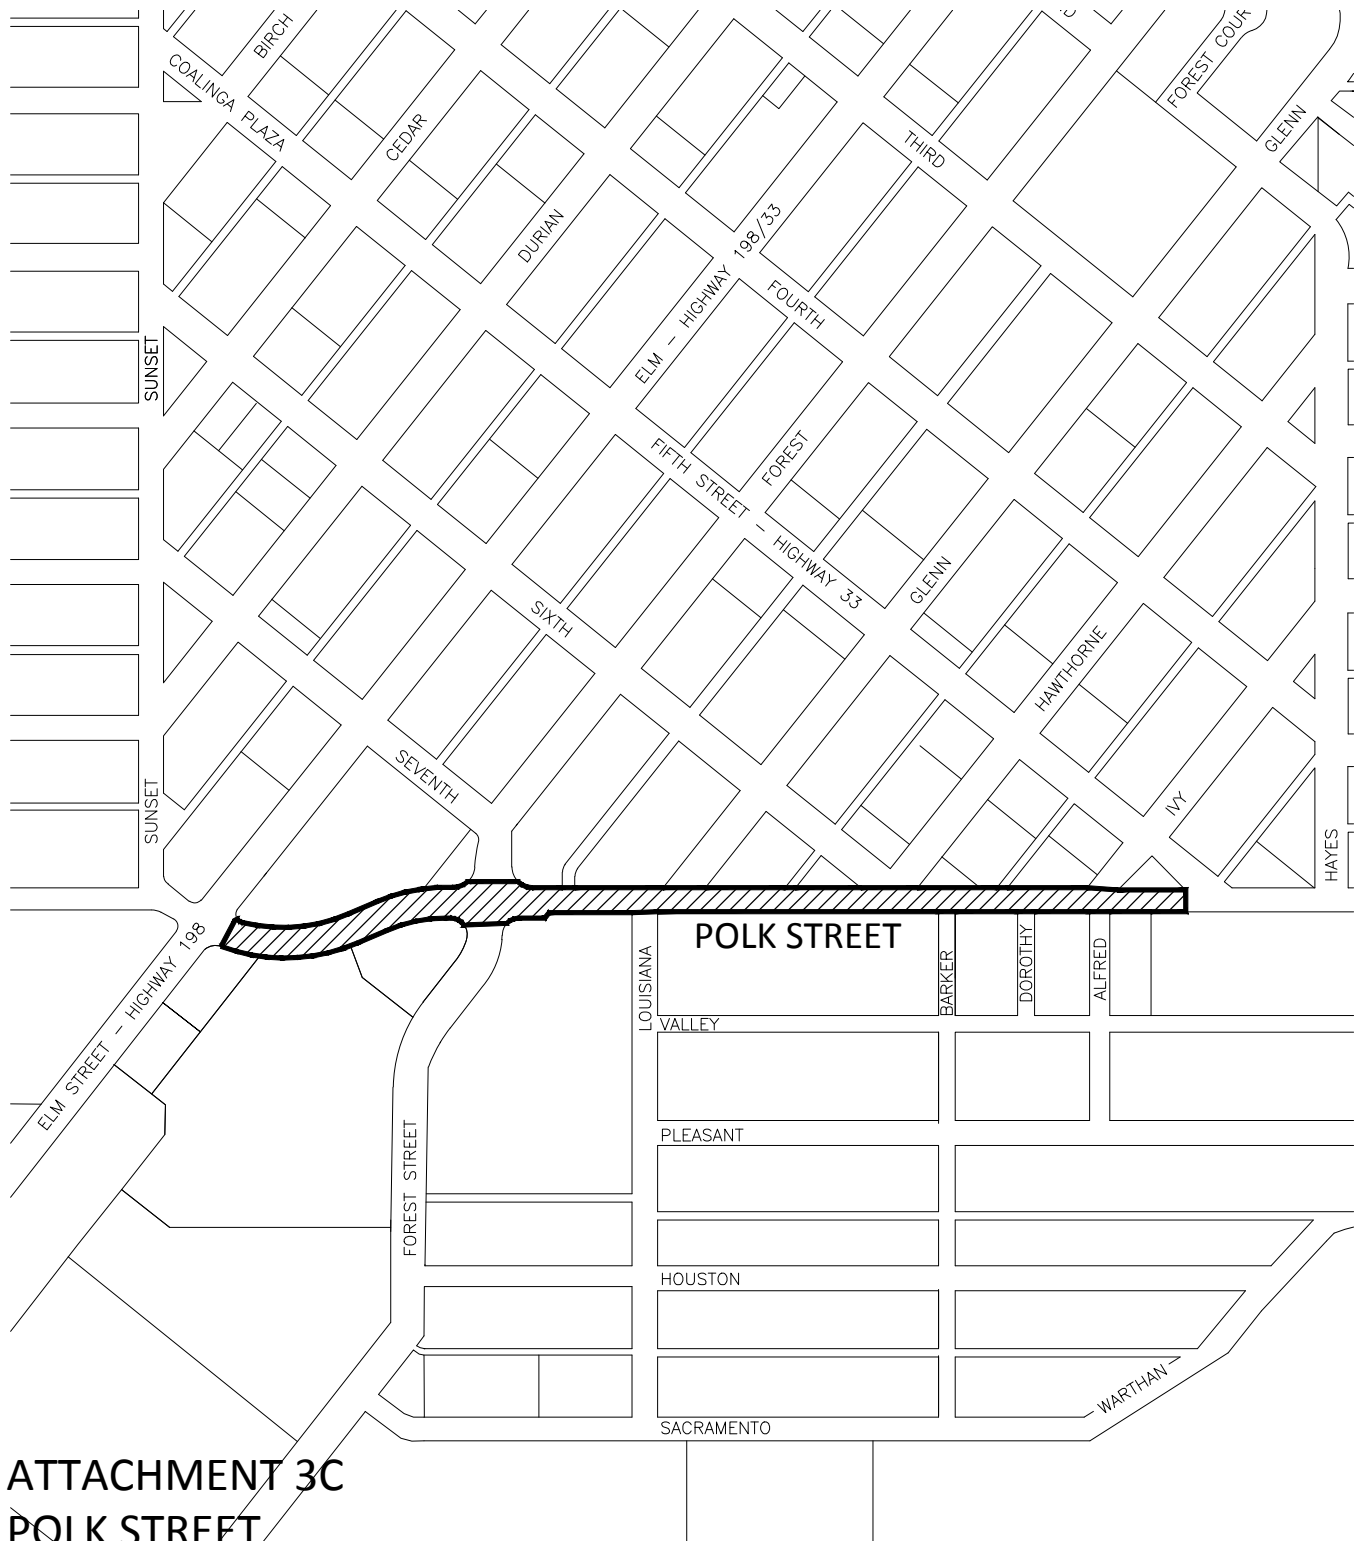 BIRCH
COALINGA PLAZA
CEDAR
DURIAN
FOREST COUR
GLENN
THIRD
ELM – HIGHWAY 198/33
FOURTH
SUNSET
FIFTH STREET – HIGHWAY 33
FOREST
GLENN
SIXTH
HAWTHORNE
SEVENTH
SUNSET
IVY
HAYES
ELM STREET – HIGHWAY 198
POLK STREET
LOUISIANA
BARKER
DOROTHY
ALFRED
VALLEY
PLEASANT
FOREST STREET
HOUSTON
WARTHAN
SACRAMENTO
ATTACHMENT 3C
POLK STREET